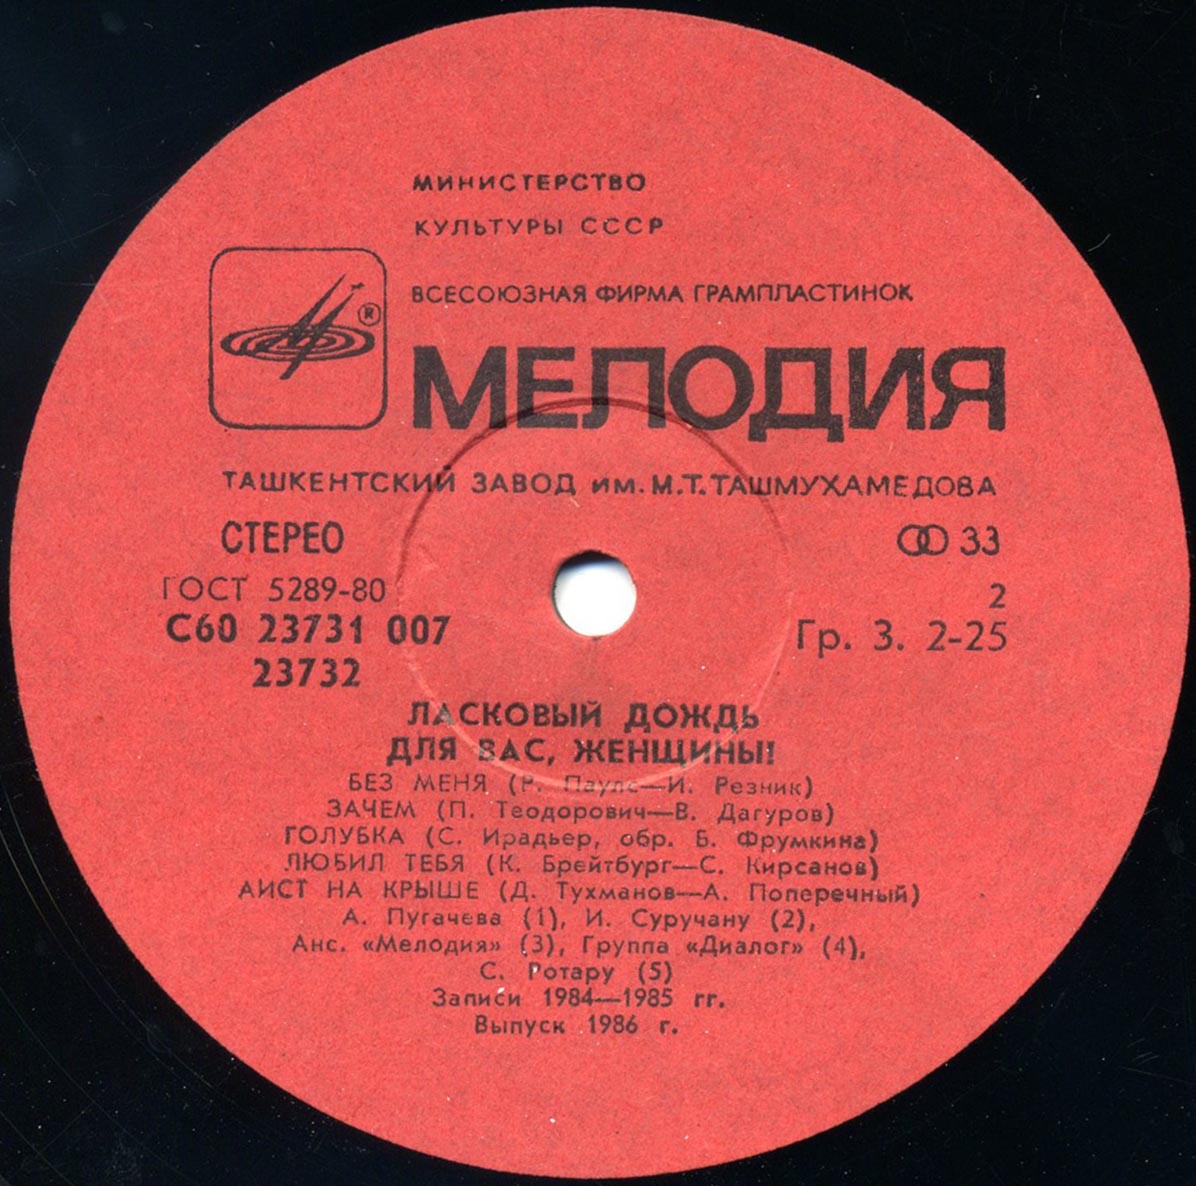 МИНИСТЕРСТВО
КУЛЬТУРЫ СССР
ВСЕСОЮЗНАЯ ФИРМА ГРАМПЛАСТИНОК
®
МЕЛОДИЯ
ТАШКЕНТСКИЙ ЗАВОД им. М.Т. ТАШМУХАМЕДОВА
СТЕРЕО
33
ГОСТ 5289-80
2
С60 23731 007
Гр. 3. 2-25
23732
ЛАСКОВЫЙ ДОЖДЬ
ДЛЯ ВАС, ЖЕНЩИНЫ!
БЕЗ МЕНЯ (Р. Паулс—И. Резник)
ЗАЧЕМ (П. Теодорович—В. Дагуров)
ГОЛУБКА (С. Ирадьер, обр. Б. Фрумкина)
ЛЮБИЛ ТЕБЯ (К. Брейтбург—С. Кирсанов)
АИСТ НА КРЫШЕ (Д. Тухманов—А. Поперечный)
А. Пугачева (1), И. Суручану (2),
Анс. «Мелодия» (3), Группа «Диалог» (4),
С. Ротару (5)
Записи 1984—1985 гг.
Выпуск 1986 г.